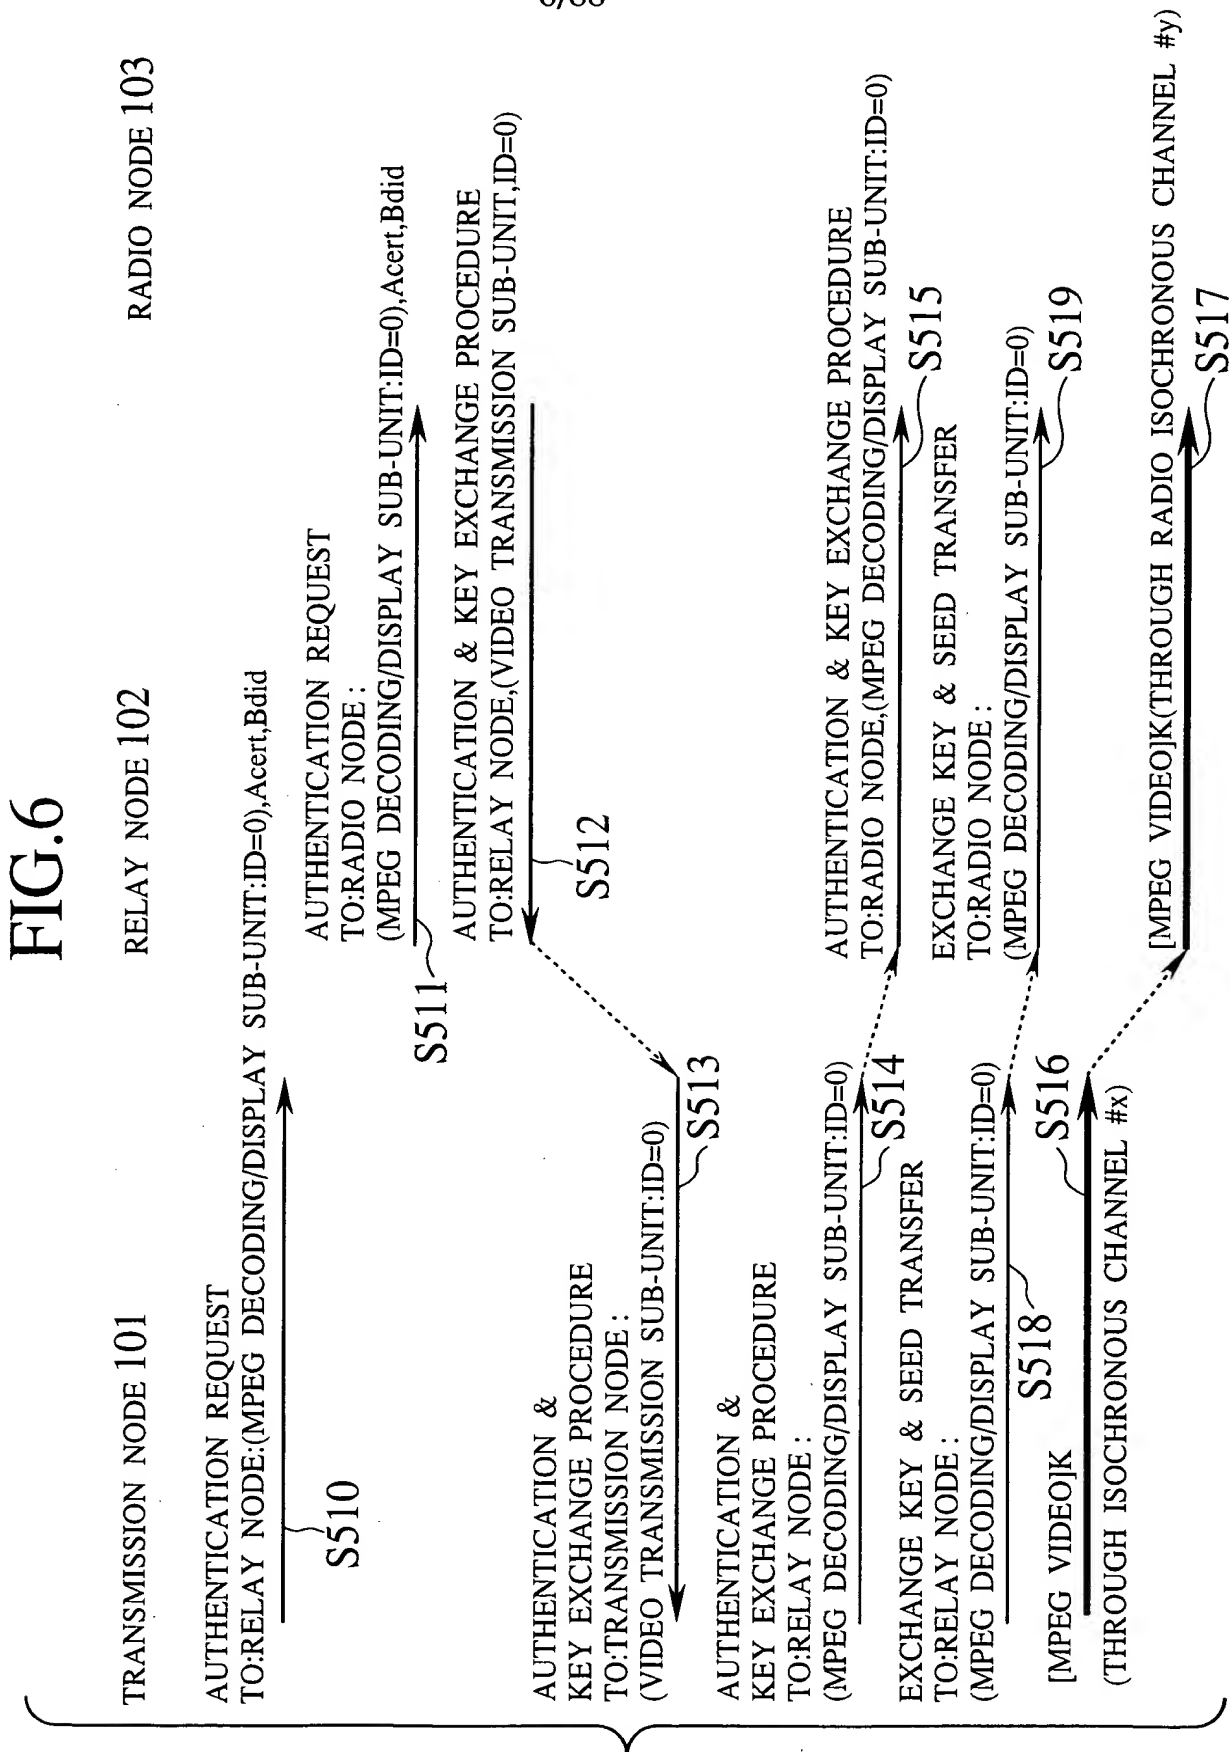 6/68
FIG.6
TRANSMISSION NODE 101
RELAY NODE 102
RADIO NODE 103
AUTHENTICATION REQUEST
TO:RELAY NODE:(MPEG DECODING/DISPLAY SUB-UNIT:ID=0),Acert,Bdid
S510
AUTHENTICATION REQUEST
TO:RADIO NODE :
(MPEG DECODING/DISPLAY SUB-UNIT:ID=0),Acert,Bdid
S511
AUTHENTICATION & KEY EXCHANGE PROCEDURE
TO:RELAY NODE,(VIDEO TRANSMISSION SUB-UNIT,ID=0)
S512
AUTHENTICATION &
KEY EXCHANGE PROCEDURE
TO:TRANSMISSION NODE :
(VIDEO TRANSMISSION SUB-UNIT:ID=0)
S513
AUTHENTICATION &
KEY EXCHANGE PROCEDURE
TO:RELAY NODE :
(MPEG DECODING/DISPLAY SUB-UNIT:ID=0)
S514
AUTHENTICATION & KEY EXCHANGE PROCEDURE
TO:RADIO NODE,(MPEG DECODING/DISPLAY SUB-UNIT:ID=0)
S515
EXCHANGE KEY & SEED TRANSFER
TO:RELAY NODE :
(MPEG DECODING/DISPLAY SUB-UNIT:ID=0)
S518
EXCHANGE KEY & SEED TRANSFER
TO:RADIO NODE :
(MPEG DECODING/DISPLAY SUB-UNIT:ID=0)
S519
[MPEG VIDEO]K
S516
(THROUGH ISOCHRONOUS CHANNEL #x)
[MPEG VIDEO]K(THROUGH RADIO ISOCHRONOUS CHANNEL #y)
S517